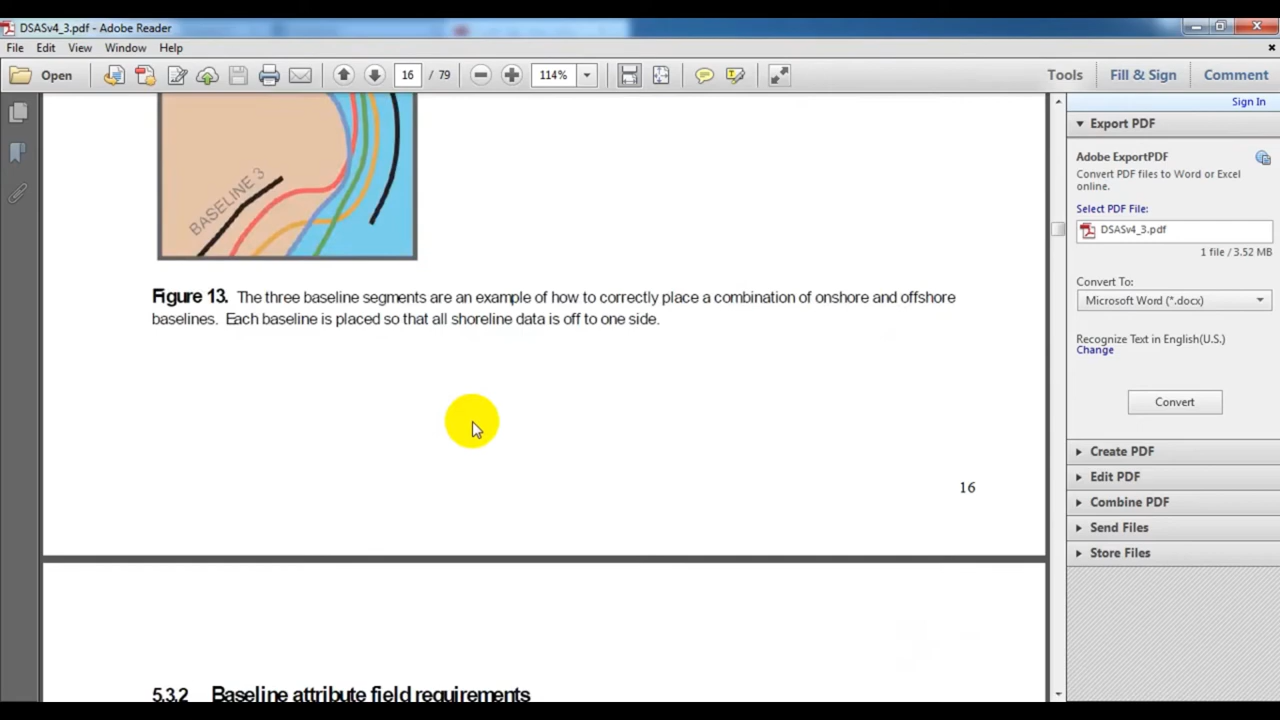 DSASv4_3.pdf - Adobe Reader
File Edit View Window Help
Open 16 / 79 114% Tools Fill & Sign Comment
Sign In
Export PDF
Adobe ExportPDF
Convert PDF files to Word or Excel
online.
Select PDF File:
DSASv4_3.pdf
1 file / 3.52 MB
Convert To:
Microsoft Word (*.docx)
Recognize Text in English(U.S.)
Change
Convert
Create PDF
Edit PDF
Combine PDF
Send Files
Store Files
BASELINE 3
Figure 13. The three baseline segments are an example of how to correctly place a combination of onshore and offshore
baselines. Each baseline is placed so that all shoreline data is off to one side.
16
5.3.2 Baseline attribute field requirements